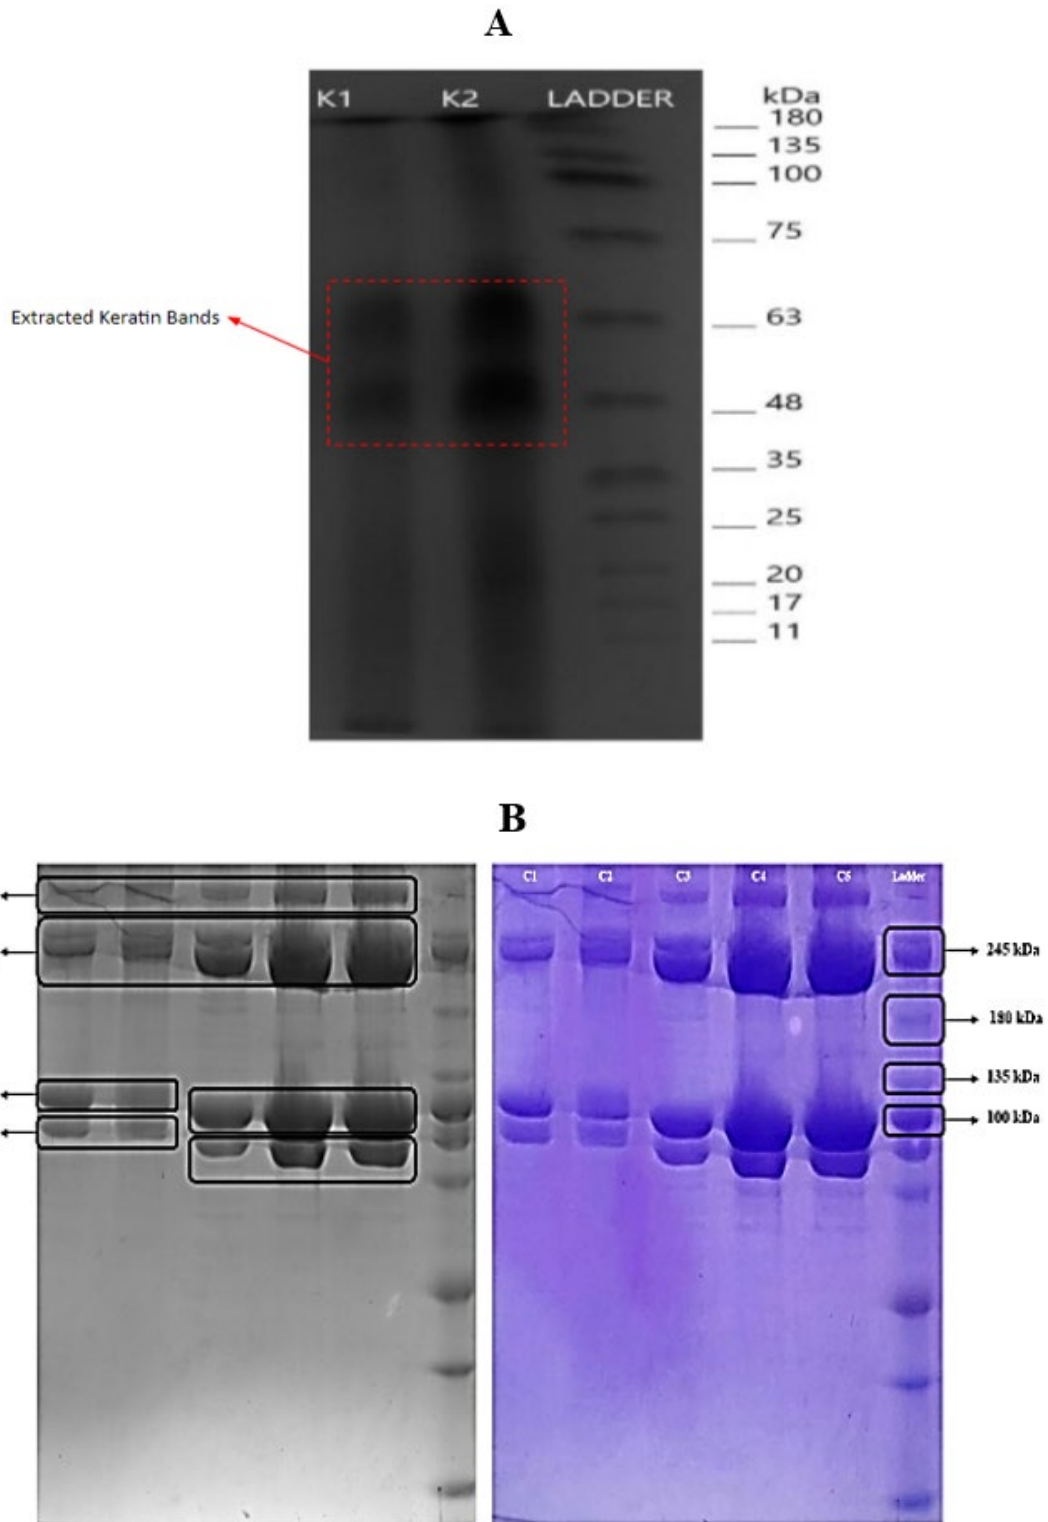 A
K1 K2 LADDER kDa
180
135
100
75
Extracted Keratin Bands
63
48
35
25
20
17
11
B
C1 C2 C3 C4 C5 Ladder
245 kDa
180 kDa
135 kDa
100 kDa